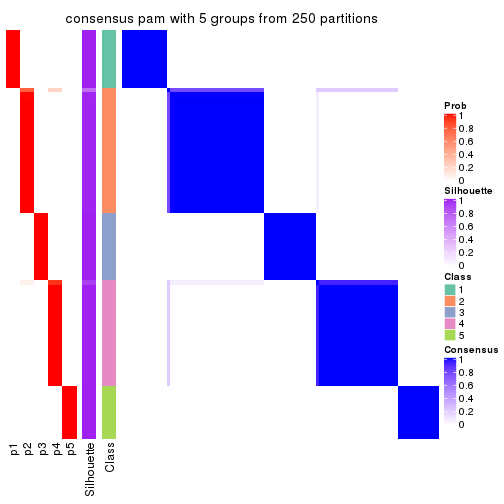 consensus pam with 5 groups from 250 partitions
Prob
1
0.8
0.6
0.4
0.2
0
Silhouette
1
0.8
0.6
0.4
0.2
0
Class
1
2
3
4
5
Consensus
1
0.8
0.6
0.4
0.2
0
p1
p2
p3
p4
p5
Silhouette
Class